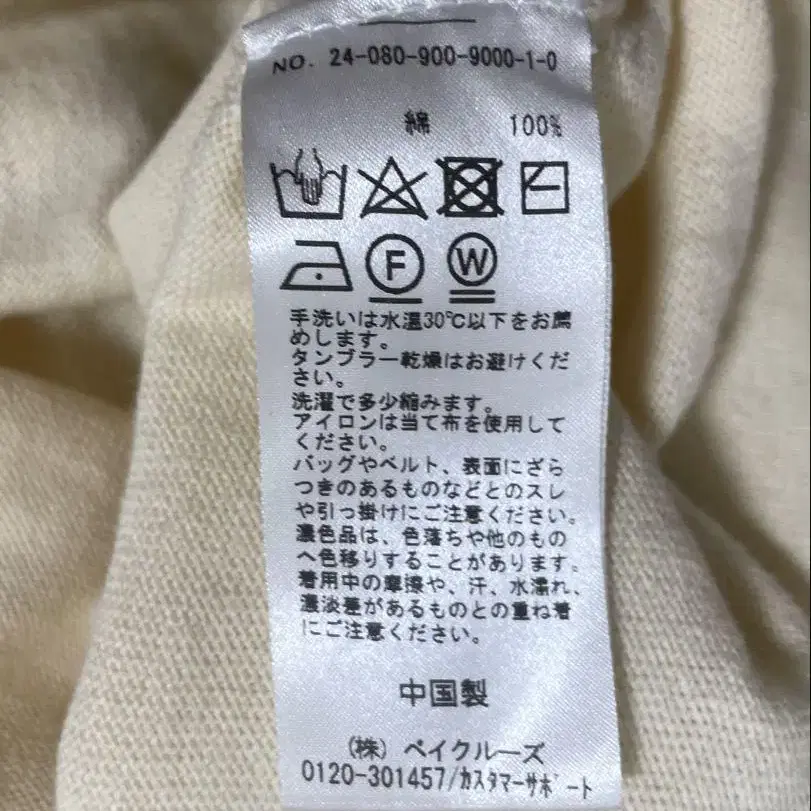 NO. 24-080-900-9000-1-0
綿 100%
F W
手洗いは水温30℃以下をお薦
めします。
タンブラー乾燥はお避けくだ
さい。
洗濯で多少縮みます。
アイロンは当て布を使用して
ください。
バッグやベルト、表面にざら
つきのあるものなどとのスレ
や引っ掛けにご注意ください。
濃色品は、色落ちや他のもの
へ色移りすることがあります。
着用中の摩擦や、汗、水濡れ、
濃淡差があるものとの重ね着
にご注意ください。
中国製
(株) ベイクルーズ
0120-301457/カスタマーサポート